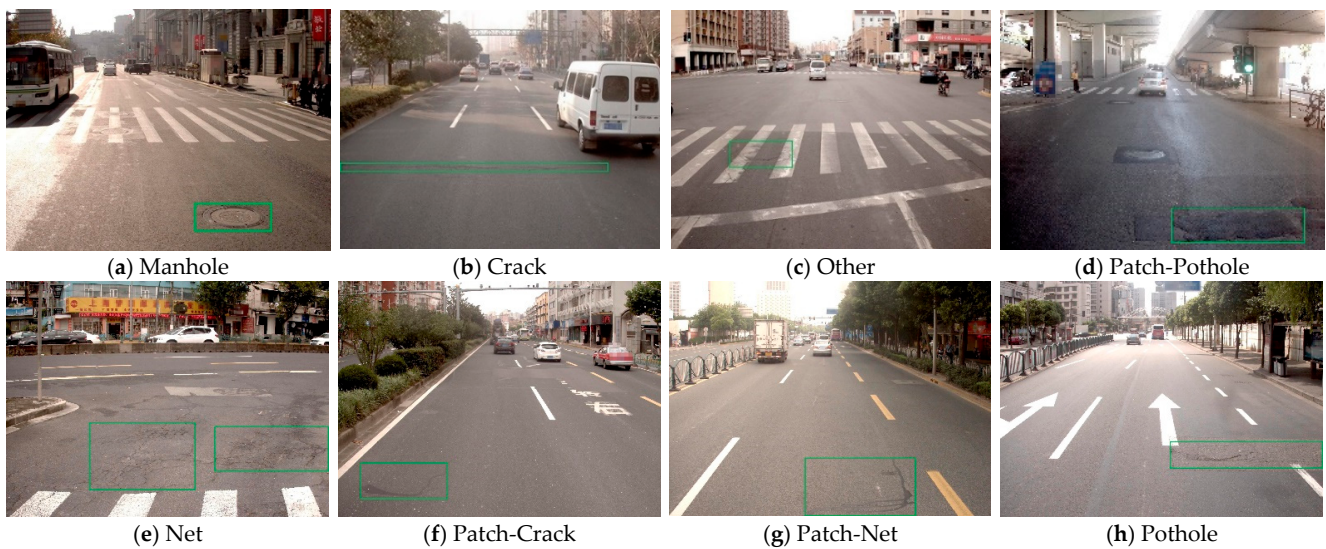 (a) Manhole
(b) Crack
(c) Other
(d) Patch-Pothole
(e) Net
(f) Patch-Crack
(g) Patch-Net
(h) Pothole